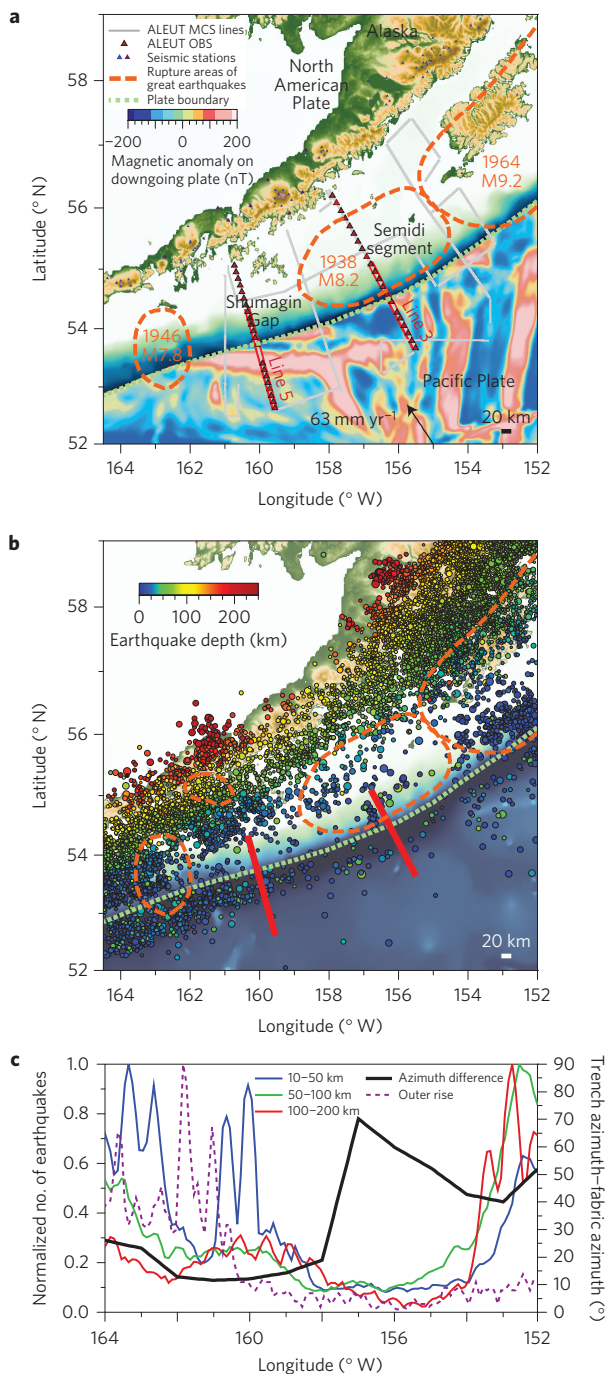 a
ALEUT MCS lines
ALEUT OBS
Seismic stations
Rupture areas of
great earthquakes
Plate boundary
−200 0 200
Magnetic anomaly on
downgoing plate (nT)
Alaska
North
American
Plate
1964
M9.2
Semidi
segment
1938
M8.2
Shumagin
Gap
1946
M7.8
Line 3
Line 5
Pacific Plate
63 mm yr−1
20 km
58
56
54
52
Latitude (° N)
164 162 160 158 156 154 152
Longitude (° W)
b
0 100 200
Earthquake depth (km)
58
56
54
52
Latitude (° N)
20 km
164 162 160 158 156 154 152
Longitude (° W)
c
10–50 km
50–100 km
100–200 km
Azimuth difference
Outer rise
1.0
0.8
0.6
0.4
0.2
0.0
Normalized no. of earthquakes
90
80
70
60
50
40
30
20
10
0
Trench azimuth–fabric azimuth (°)
164 160 156 152
Longitude (° W)